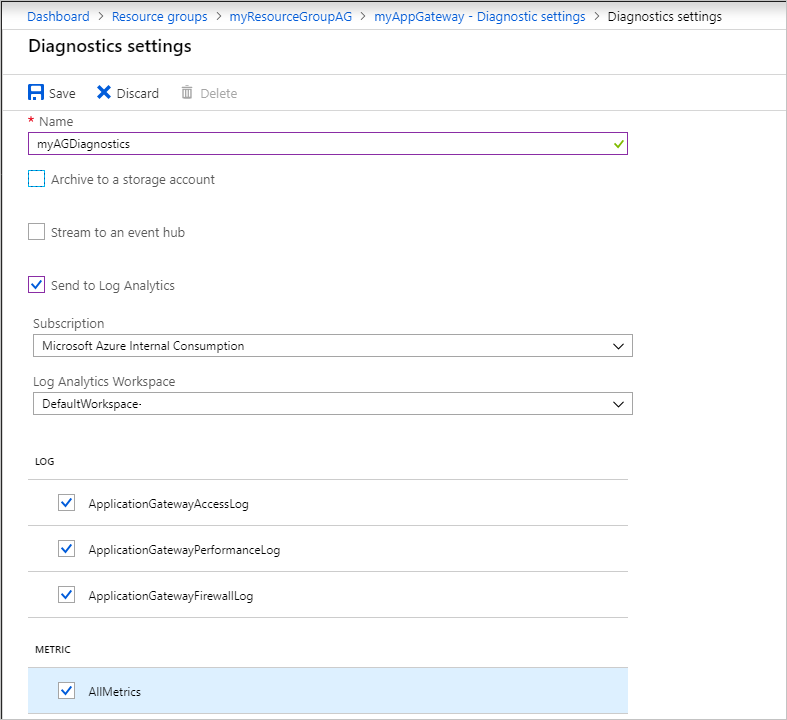 Dashboard > Resource groups > myResourceGroupAG > myAppGateway - Diagnostic settings > Diagnostics settings
Diagnostics settings
Save Discard Delete
* Name
myAGDiagnostics
Archive to a storage account
Stream to an event hub
Send to Log Analytics
Subscription
Microsoft Azure Internal Consumption
Log Analytics Workspace
DefaultWorkspace-
LOG
ApplicationGatewayAccessLog
ApplicationGatewayPerformanceLog
ApplicationGatewayFirewallLog
METRIC
AllMetrics